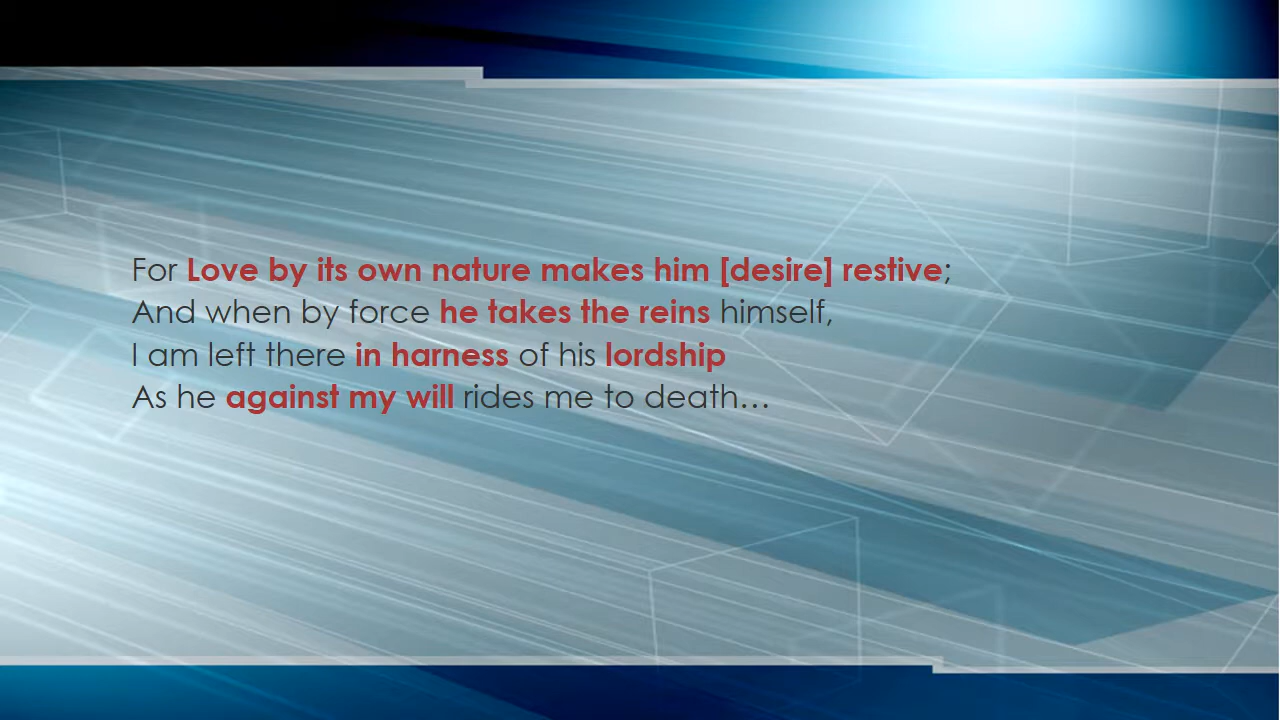 For Love by its own nature makes him [desire] restive;
And when by force he takes the reins himself,
I am left there in harness of his lordship
As he against my will rides me to death…